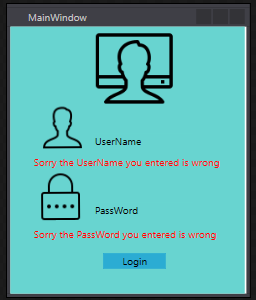 MainWindow
UserName
Sorry the UserName you entered is wrong
PassWord
Sorry the PassWord you entered is wrong
Login